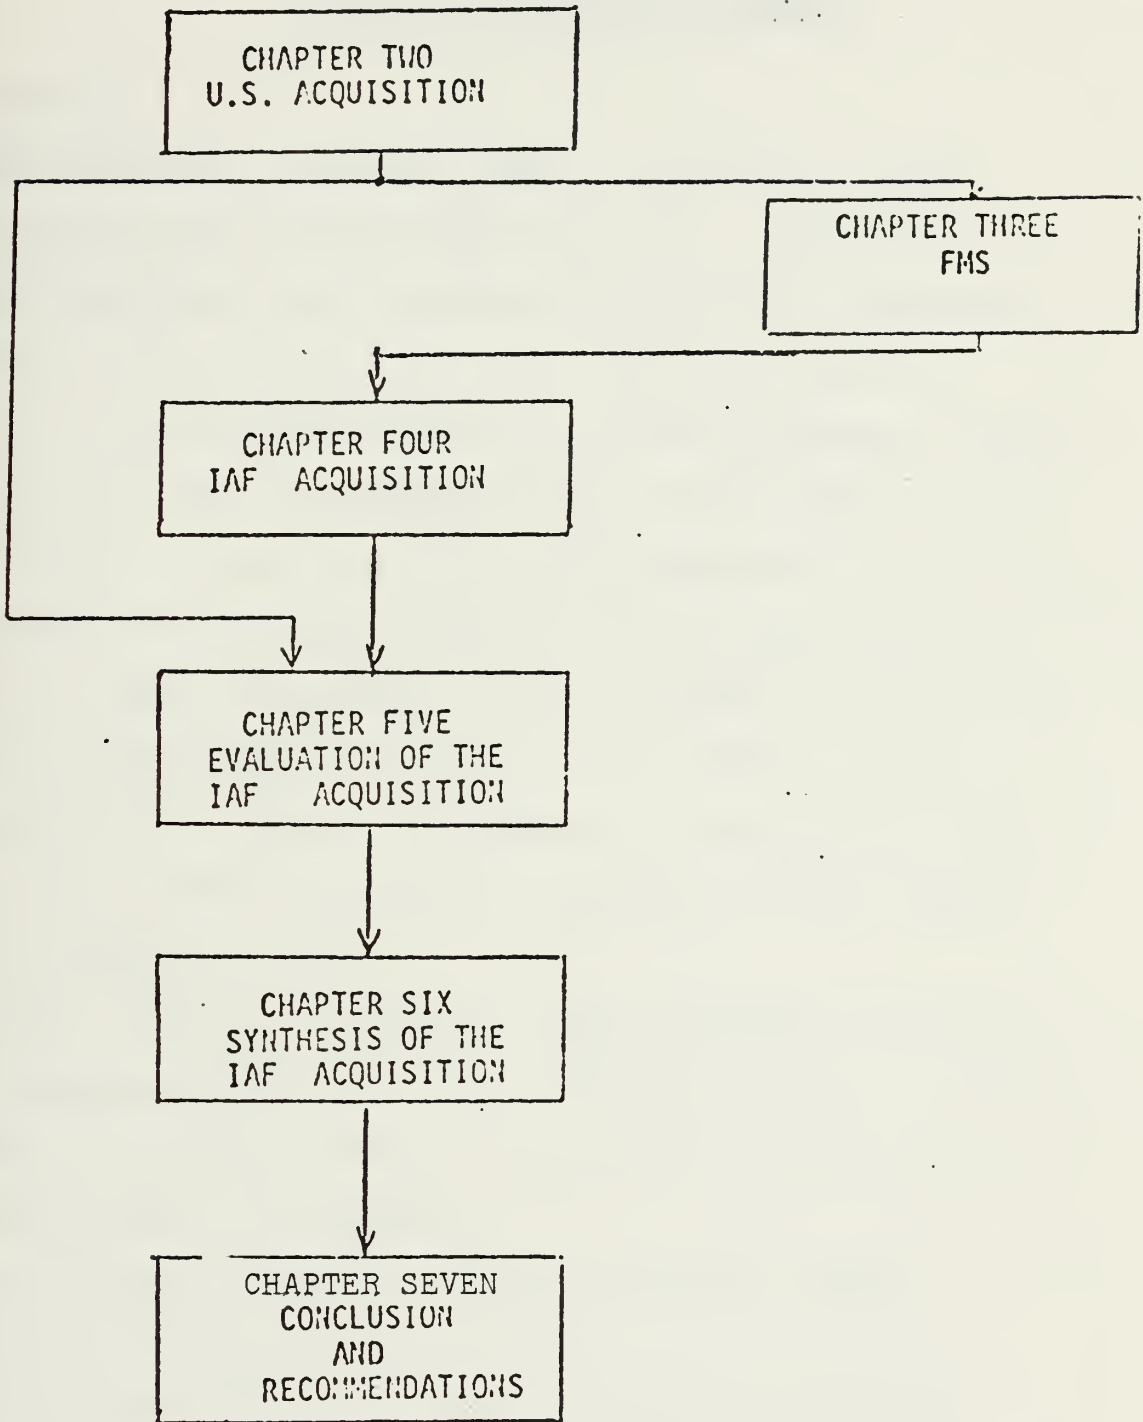 CHAPTER TWO
U.S. ACQUISITION
CHAPTER THREE
FMS
CHAPTER FOUR
IAF ACQUISITION
CHAPTER FIVE
EVALUATION OF THE
IAF ACQUISITION
CHAPTER SIX
SYNTHESIS OF THE
IAF ACQUISITION
CHAPTER SEVEN
CONCLUSION
AND
RECOMMENDATIONS